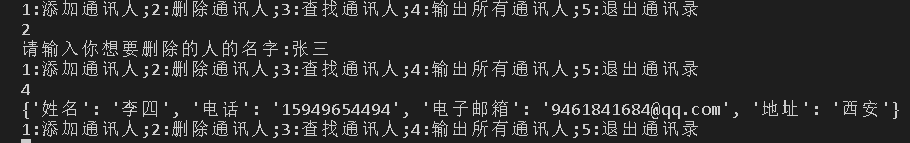 1:添加通讯人;2:删除通讯人;3:查找通讯人;4:输出所有通讯人;5:退出通讯录
2
请输入你想要删除的人的名字:张三
1:添加通讯人;2:删除通讯人;3:查找通讯人;4:输出所有通讯人;5:退出通讯录
4
{'姓名': '李四', '电话': '15949654494', '电子邮箱': '9461841684@qq.com', '地址': '西安'}
1:添加通讯人;2:删除通讯人;3:查找通讯人;4:输出所有通讯人;5:退出通讯录